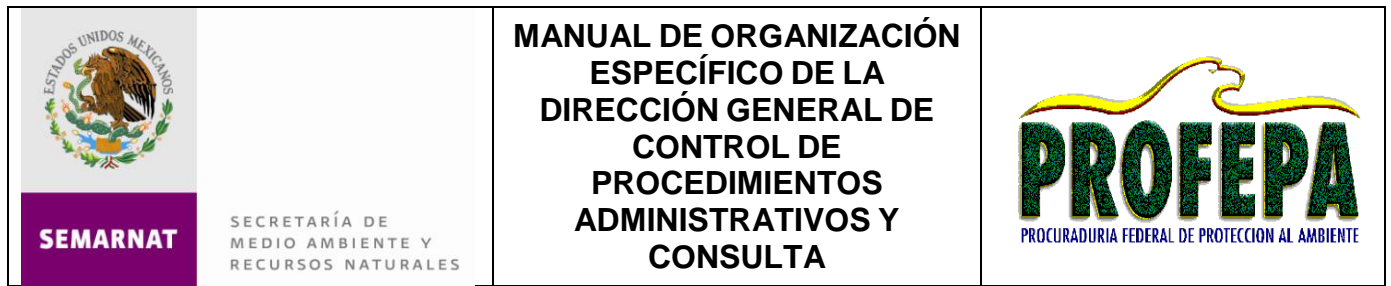 ESTADOS UNIDOS MEXICANOS
SEMARNAT
SECRETARÍA DE
MEDIO AMBIENTE Y
RECURSOS NATURALES
MANUAL DE ORGANIZACIÓN
ESPECÍFICO DE LA
DIRECCIÓN GENERAL DE
CONTROL DE
PROCEDIMIENTOS
ADMINISTRATIVOS Y
CONSULTA
PROFEPA
PROCURADURIA FEDERAL DE PROTECCION AL AMBIENTE